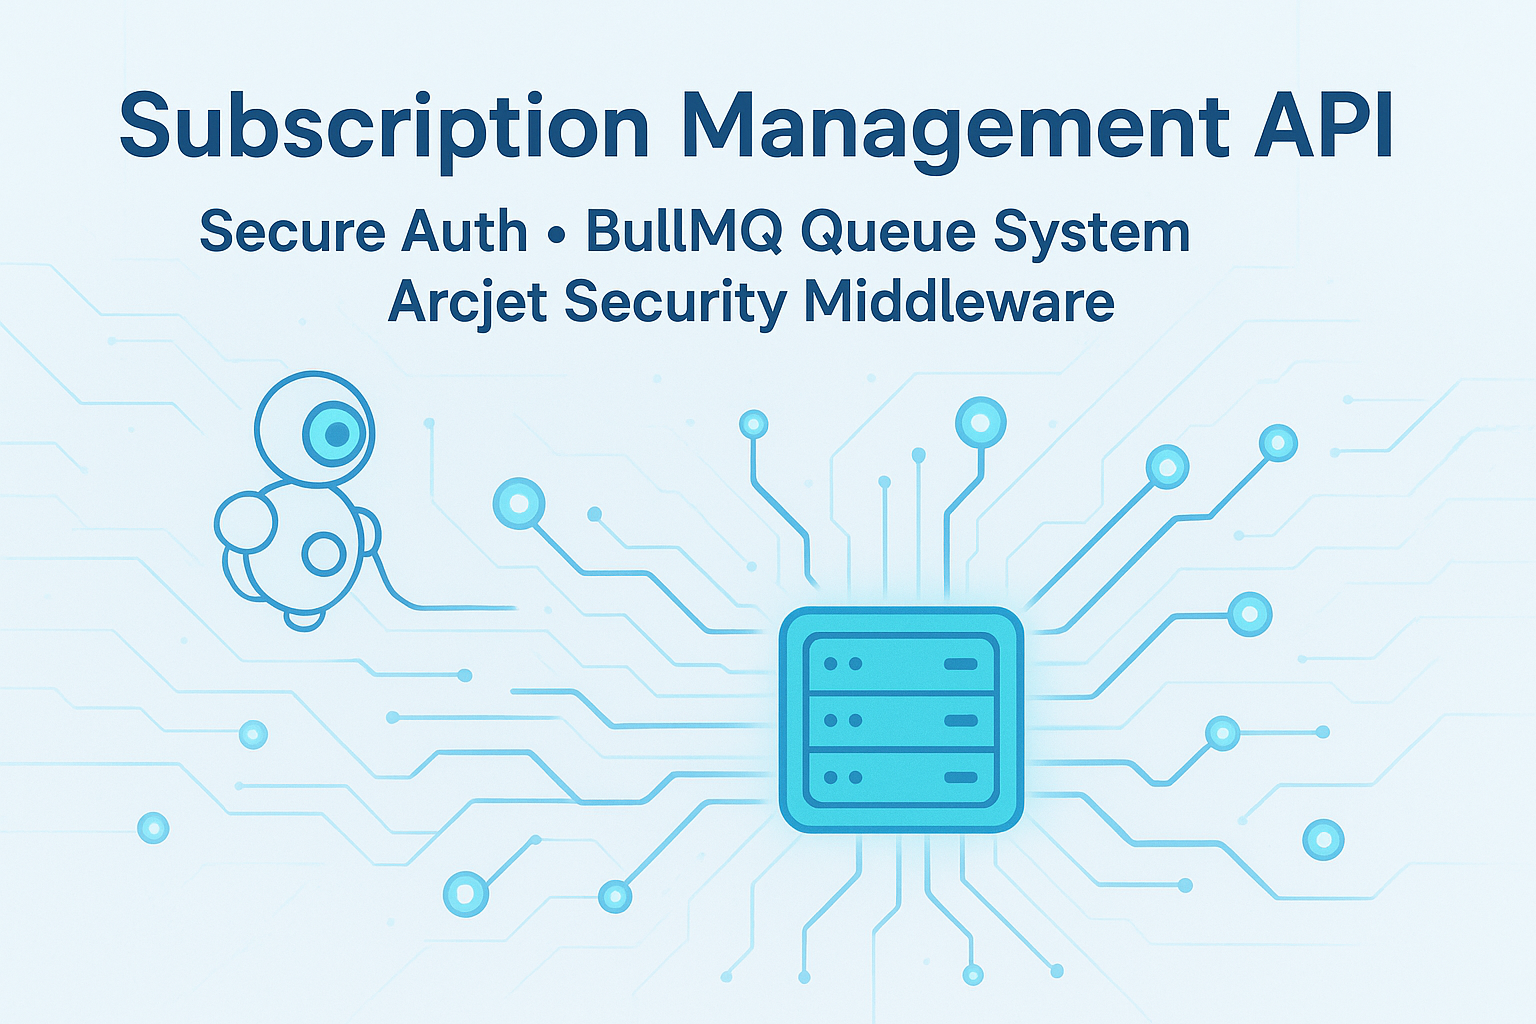 Subscription Management API
Secure Auth • BullMQ Queue System
Arcjet Security Middleware